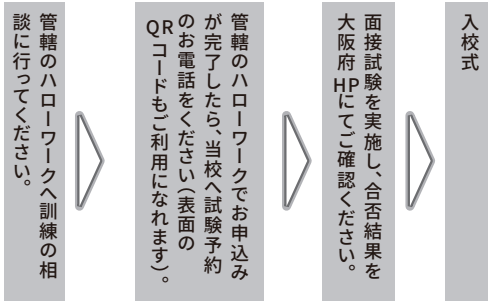 管轄のハローワークへ訓練の相
談に行ってください。
管轄のハローワークでお申込み
が完了したら、当校へ試験予約
のお電話をください（表面の
QRコードもご利用になれます）。
面接試験を実施し、合否結果を
大阪府HPにてご確認ください。
入校式